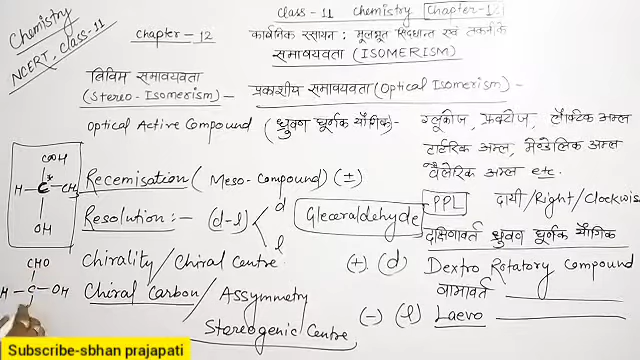 Chemistry
NCERT, Class-11
Class-11 Chemistry Chapter-12
Chapter-12 कार्बनिक रसायन: मूलभूत सिद्धान्त एवं तकनीकें
समावयवता (ISOMERISM)
त्रिविम समावयवता
(Stereo-Isomerism) - प्रकाशीय समावयवता (Optical Isomerism) -
Optical Active Compound (ध्रुवण घूर्णक यौगिक)- ग्लूकोज, फ्रक्टोज, लैक्टिक अम्ल
टार्टरिक अम्ल, मेण्डेलिक अम्ल
वैलेरिक अम्ल etc.
COOH
H-C*-CH3
OH
Recemisation (Meso-Compound) (±)
PPL दायी/Right/Clockwis
Resolution:- (d-l) d l
Gleceraldehyde
दक्षिणावर्त ध्रुवण घूर्णक यौगिक
Chirality/Chiral Centre (+) (d) Dextro Rotatory Compound
CHO
H-C-OH
Chiral Carbon/Assymmetry वामावर्त
Stereogenic Centre (-) (l) Laevo
Subscribe-sbhan prajapati